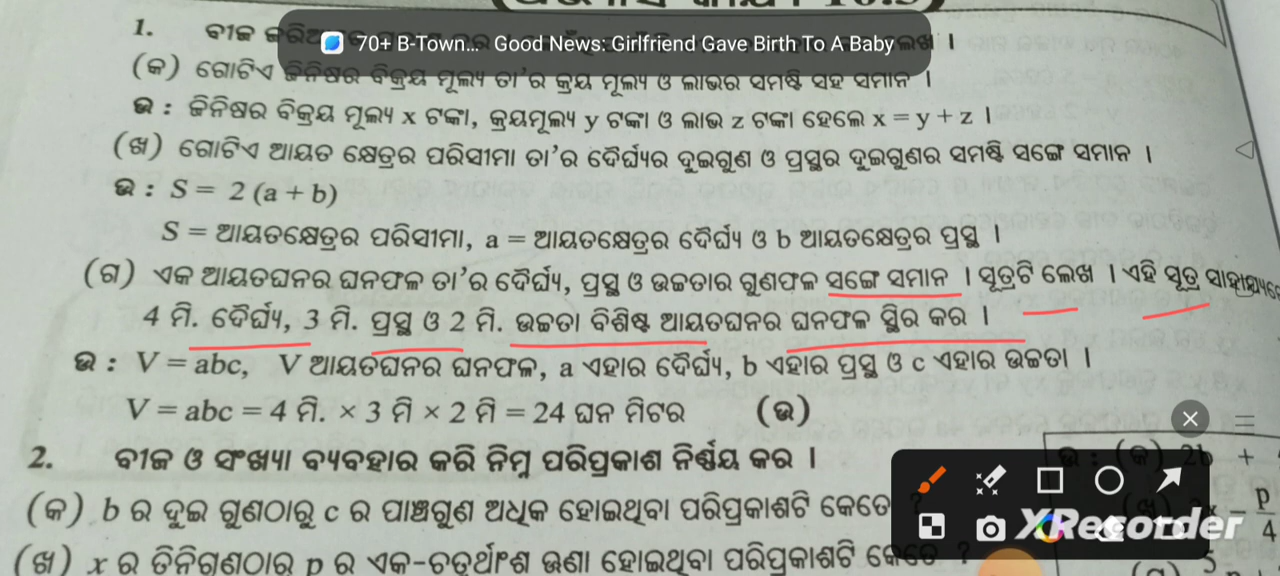 1. ବୀଜ
70+ B-Town... Good News: Girlfriend Gave Birth To A Baby
ଲେଖ ।
(କ) ଗୋଟିଏ ଜିନିଷର ବିକ୍ରୟ ମୂଲ୍ୟ ତା'ର କ୍ରୟ ମୂଲ୍ୟ ଓ ଲାଭର ସମଷ୍ଟି ସହ ସମାନ ।
ଉ : ଜିନିଷର ବିକ୍ରୟ ମୂଲ୍ୟ x ଟଙ୍କା, କ୍ରୟମୂଲ୍ୟ y ଟଙ୍କା ଓ ଲାଭ z ଟଙ୍କା ହେଲେ x = y + z ।
(ଖ) ଗୋଟିଏ ଆୟତ କ୍ଷେତ୍ରର ପରିସୀମା ତା'ର ଦୈର୍ଘ୍ୟର ଦୁଇଗୁଣ ଓ ପ୍ରସ୍ଥର ଦୁଇଗୁଣର ସମଷ୍ଟି ସଙ୍ଗେ ସମାନ ।
ଉ : S = 2 (a + b)
S = ଆୟତକ୍ଷେତ୍ରର ପରିସୀମା, a = ଆୟତକ୍ଷେତ୍ରର ଦୈର୍ଘ୍ୟ ଓ b ଆୟତକ୍ଷେତ୍ରର ପ୍ରସ୍ଥ ।
(ଗ) ଏକ ଆୟତଘନର ଘନଫଳ ତା'ର ଦୈର୍ଘ୍ୟ, ପ୍ରସ୍ଥ ଓ ଉଚ୍ଚତାର ଗୁଣଫଳ ସଙ୍ଗେ ସମାନ । ସୂତ୍ରଟି ଲେଖ । ଏହି ସୂତ୍ର
4 ମି. ଦୈର୍ଘ୍ୟ, 3 ମି. ପ୍ରସ୍ଥ ଓ 2 ମି. ଉଚ୍ଚତା ବିଶିଷ୍ଟ ଆୟତଘନର ଘନଫଳ ସ୍ଥିର କର ।
ଉ : V = abc, V ଆୟତଘନର ଘନଫଳ, a ଏହାର ଦୈର୍ଘ୍ୟ, b ଏହାର ପ୍ରସ୍ଥ ଓ c ଏହାର ଉଚ୍ଚତା ।
V = abc = 4 ମି. × 3 ମି × 2 ମି = 24 ଘନ ମିଟର (ଉ)
2. ବୀଜ ଓ ସଂଖ୍ୟା ବ୍ୟବହାର କରି ନିମ୍ନ ପରିପ୍ରକାଶ ନିର୍ଣ୍ଣୟ କର ।
(କ) b ର ଦୁଇ ଗୁଣଠାରୁ c ର ପାଞ୍ଚଗୁଣ ଅଧିକ ହୋଇଥିବା ପରିପ୍ରକାଶଟି କେତେ ?
(ଖ) x ର ତିନିଗୁଣଠାରୁ p ର ଏକ-ଚତୁର୍ଥାଂଶ ଊଣା ହୋଇଥିବା ପରିପ୍ରକାଶଟି କେତେ ?
ଉ : (କ) 2b +
p
4
XRecorder